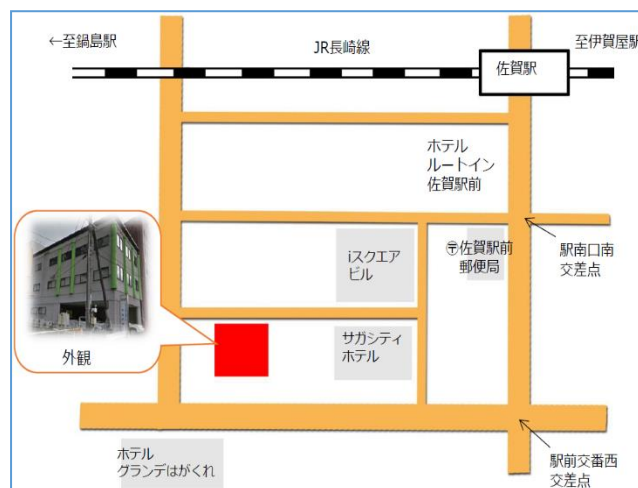 ←至鍋島駅
JR長崎線
至伊賀屋駅
佐賀駅
ホテル
ルートイン
佐賀駅前
iスクエア
ビル
〶佐賀駅前
郵便局
駅南口南
交差点
外観
サガシティ
ホテル
ホテル
グランデはがくれ
駅前交番西
交差点